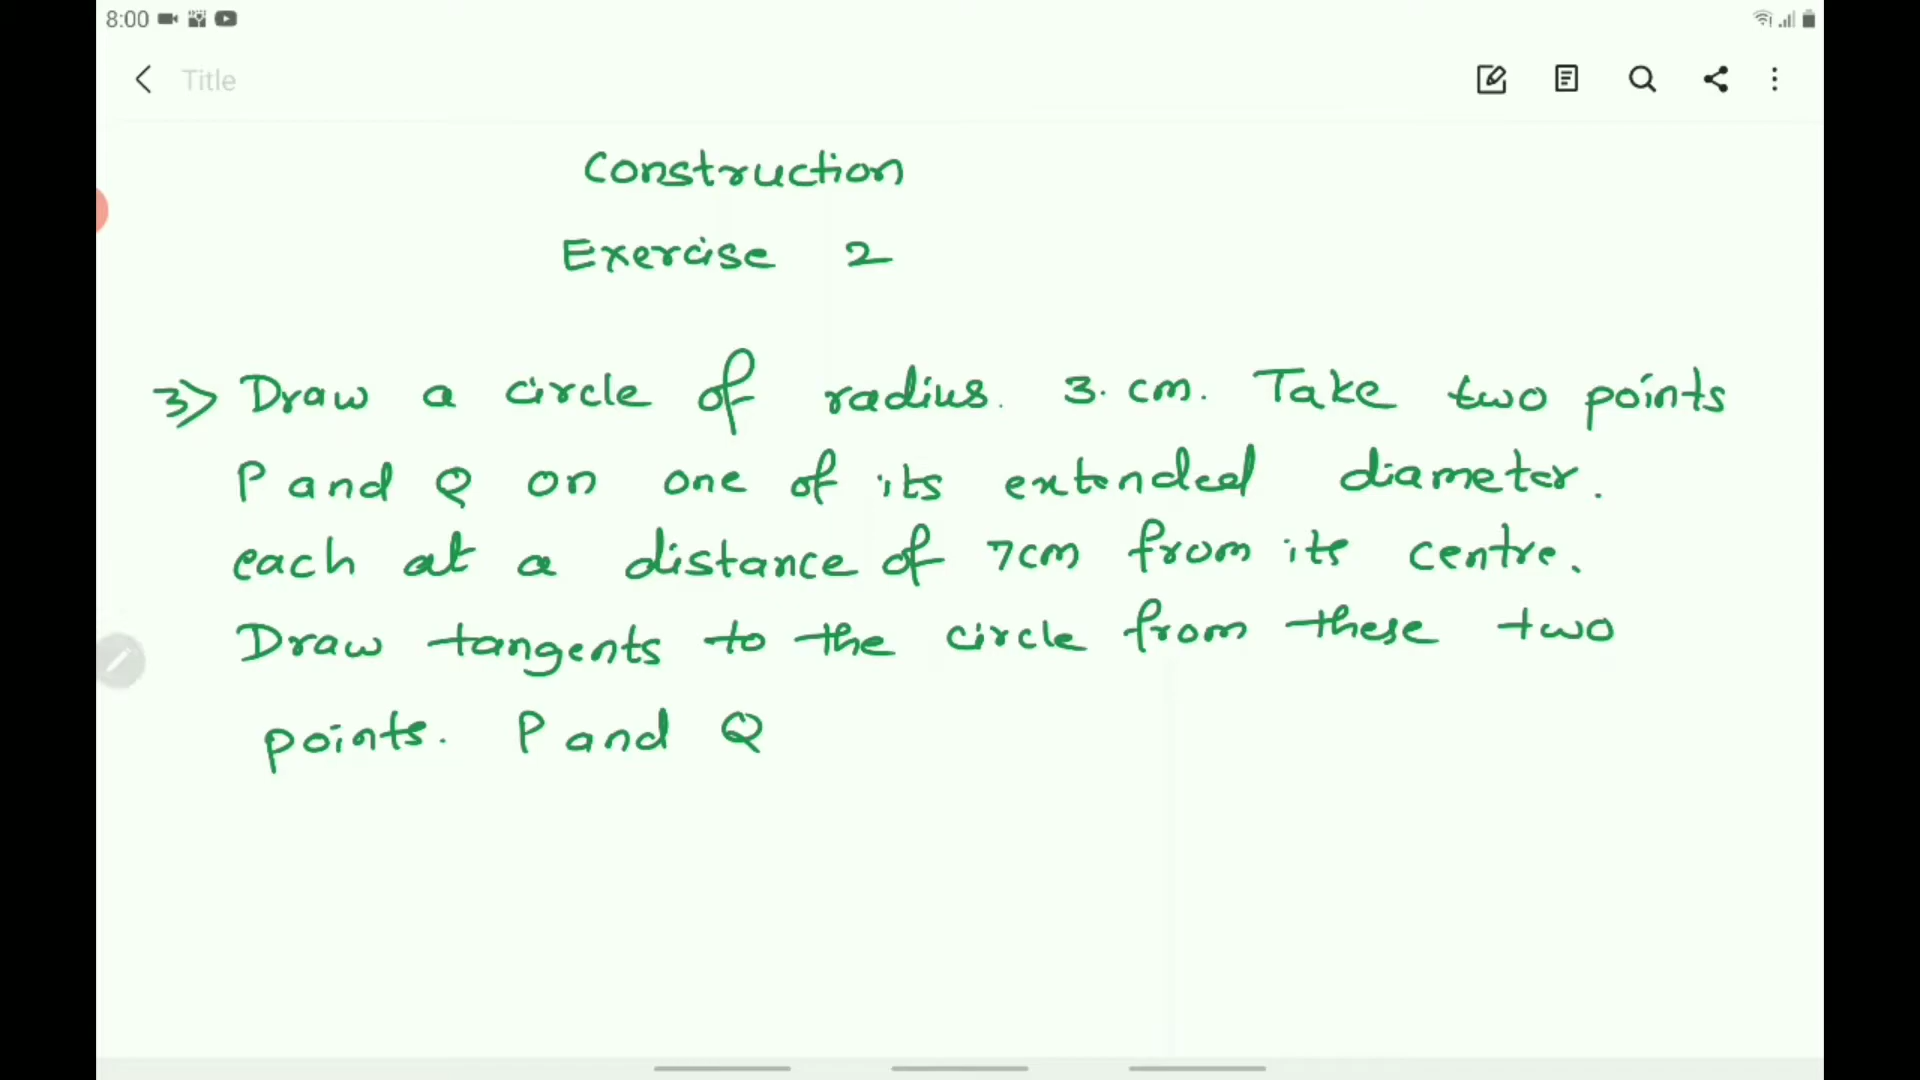 8:00
Title
Construction
Exercise 2
3> Draw a circle of radius. 3. cm. Take two points
P and Q on one of its extended diameter.
each at a distance of 7cm from its centre.
Draw tangents to the circle from these two
points. P and Q